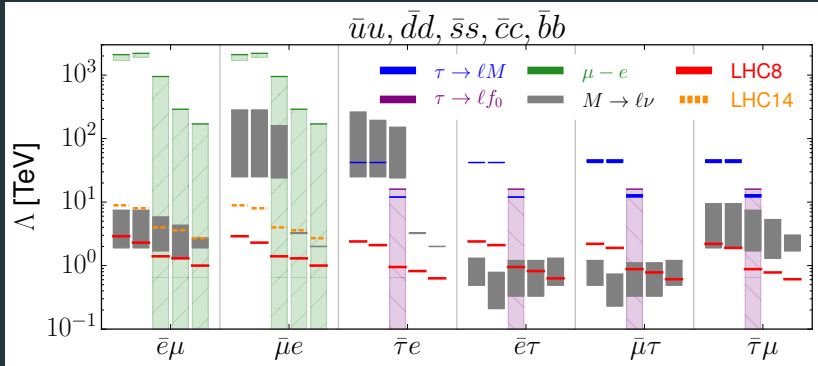 ūu, d̄d, s̄s, c̄c, b̄b
τ → ℓM
μ − e
LHC8
τ → ℓf₀
M → ℓν
LHC14
Λ [TeV]
10³
10²
10¹
10⁰
10⁻¹
ēμ
μ̄e
τ̄e
ēτ
μ̄τ
τ̄μ